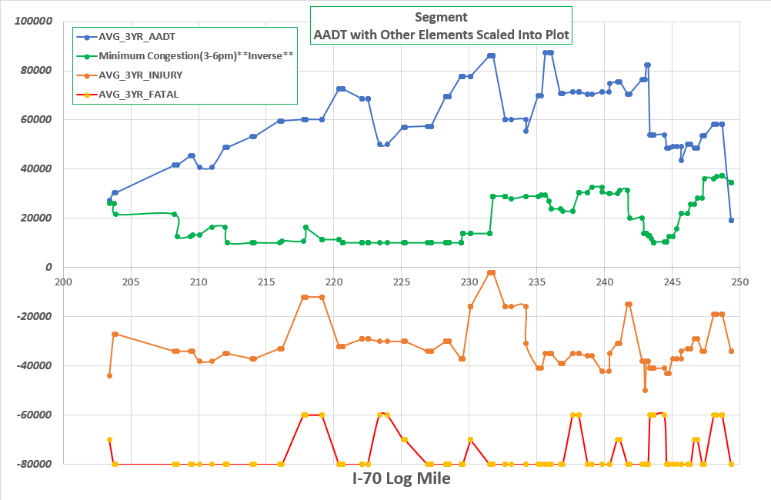 Segment
AADT with Other Elements Scaled Into Plot
AVG_3YR_AADT
Minimum Congestion(3-6pm)**Inverse**
AVG_3YR_INJURY
AVG_3YR_FATAL
100000
80000
60000
40000
20000
0
-20000
-40000
-60000
-80000
200 205 210 215 220 225 230 235 240 245 250
I-70 Log Mile